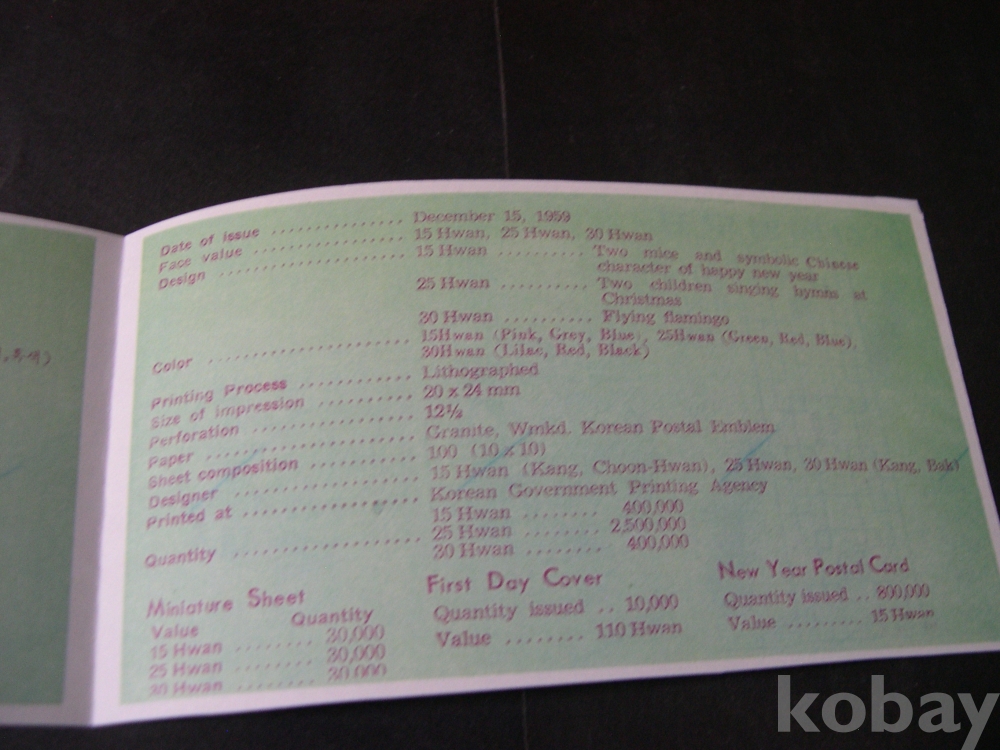 Date of issue .............. December 15, 1959
Face value ................ 15 Hwan, 25 Hwan, 30 Hwan
Design .................... 15 Hwan .......... Two mice and symbolic Chinese
character of happy new year
25 Hwan .......... Two children singing hymns at
Christmas
30 Hwan .......... Flying flamingo
Color .................... 15Hwan (Pink, Grey, Blue), 25Hwan (Green, Red, Blue),
30Hwan (Lilac, Red, Black)
Printing Process ............ Lithographed
Size of impression .......... 20 x 24 mm
Perforation ................ 12½
Paper .................... Granite, Wmkd. Korean Postal Emblem
Sheet composition ........... 100 (10 x 10)
Designer .................. 15 Hwan (Kang, Choon-Hwan), 25 Hwan, 30 Hwan (Kang, Bak)
Printed at ................ Korean Government Printing Agency
Quantity .................. 15 Hwan ........ 400,000
25 Hwan ........ 2,500,000
30 Hwan ........ 400,000
Miniature Sheet
Value Quantity
15 Hwan ........ 30,000
25 Hwan ........ 30,000
30 Hwan ........ 30,000
First Day Cover
Quantity issued .. 10,000
Value ........ 110 Hwan
New Year Postal Card
Quantity issued .. 800,000
Value ........ 15 Hwan
kobay